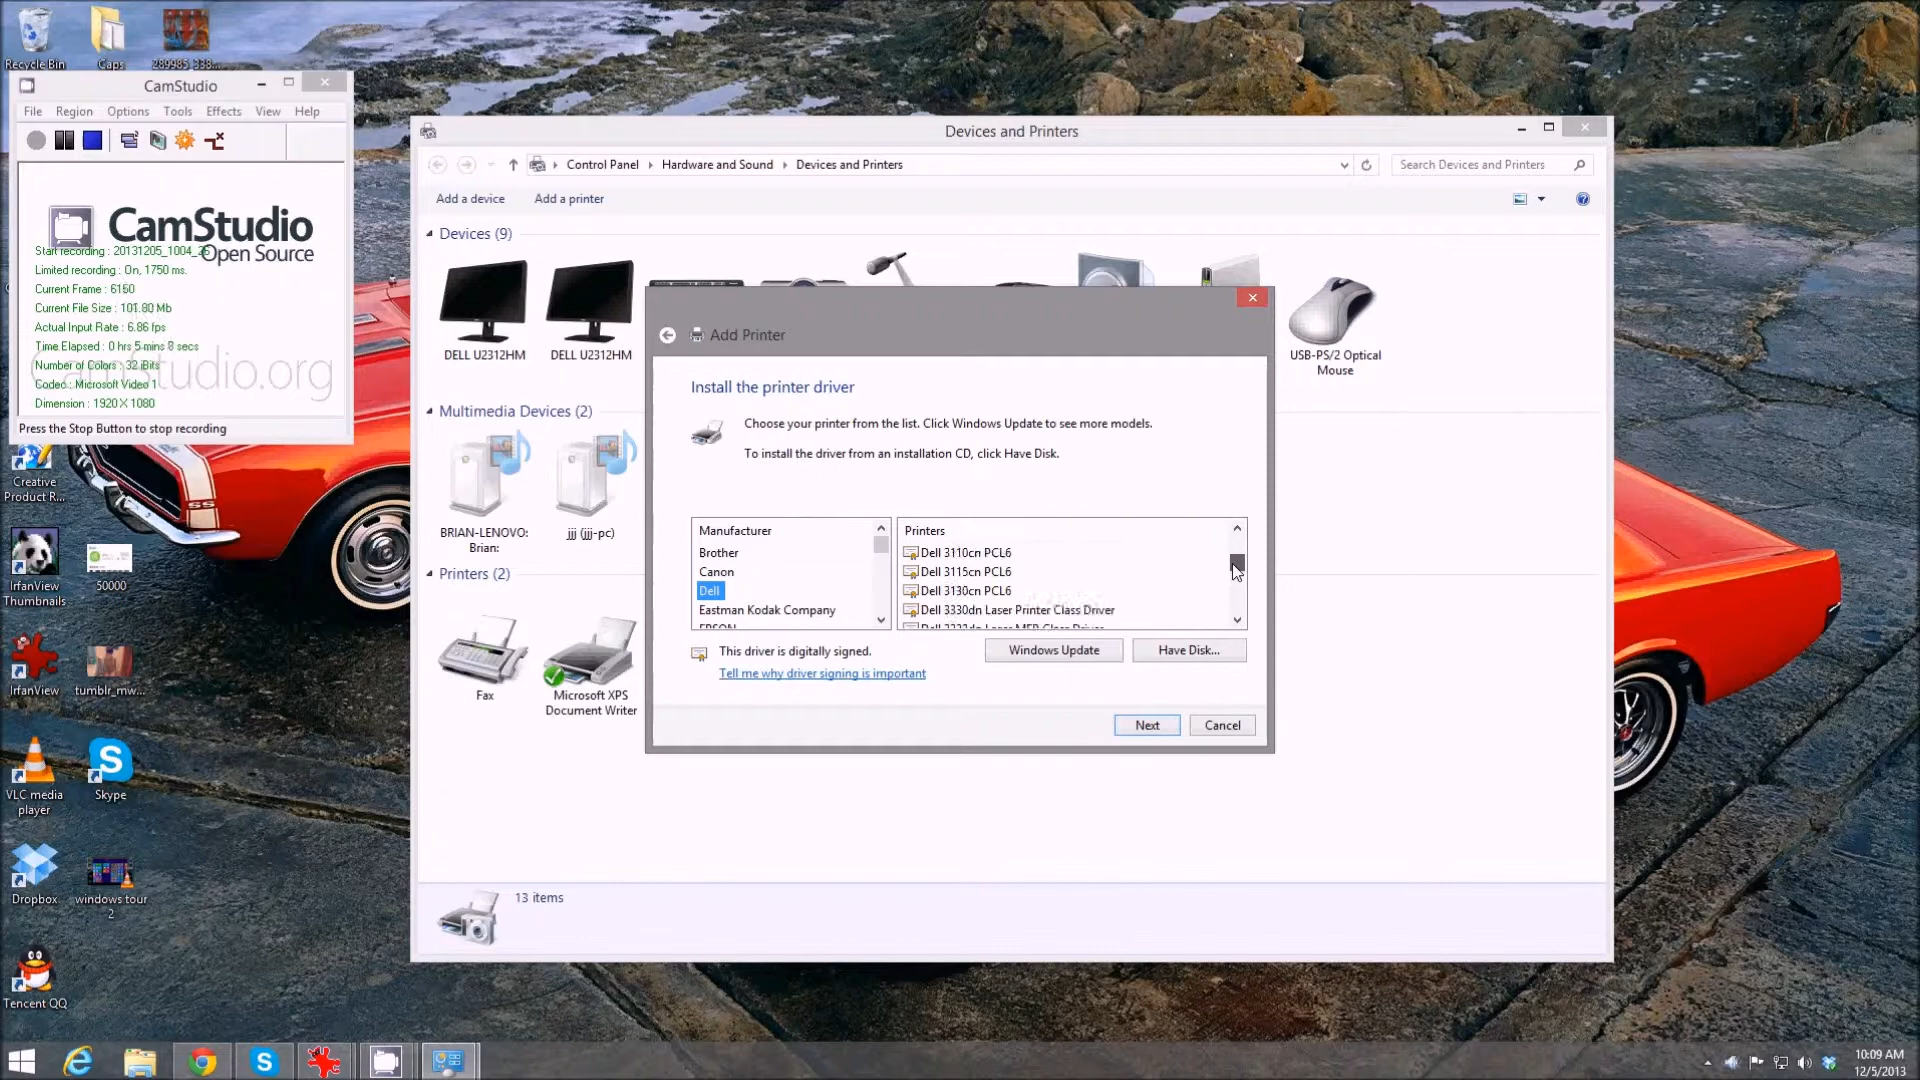 Recycle Bin
Caps
CamStudio
File Region Options Tools Effects View Help
CamStudio
Open Source
Limited recording : On, 1750 ms.
Current Frame : 6150
Current File Size : 101.80 Mb
Actual Input Rate : 6.86 fps
Time Elapsed : 0 hrs 5 mins 8 secs
Number of Colors : 32 Bits
CamStudio.org
Codec : Microsoft Video 1
Dimension : 1920 X 1080
Press the Stop Button to stop recording
Creative
Product R...
IrfanView
Thumbnails
50000
IrfanView
tumblr_mw...
VLC media
player
Skype
Dropbox
windows tour
2
Tencent QQ
Devices and Printers
Control Panel
Hardware and Sound
Devices and Printers
Search Devices and Printers
Add a device
Add a printer
Devices (9)
DELL U2312HM
DELL U2312HM
USB-PS/2 Optical
Mouse
Multimedia Devices (2)
BRIAN-LENOVO:
Brian:
jjj (jjj-pc)
Printers (2)
Fax
Microsoft XPS
Document Writer
13 items
Add Printer
Install the printer driver
Choose your printer from the list. Click Windows Update to see more models.
To install the driver from an installation CD, click Have Disk.
Manufacturer
Brother
Canon
Dell
Eastman Kodak Company
EPSON
Printers
Dell 3110cn PCL6
Dell 3115cn PCL6
Dell 3130cn PCL6
Dell 3330dn Laser Printer Class Driver
This driver is digitally signed.
Tell me why driver signing is important
Windows Update
Have Disk...
Next
Cancel
10:09 AM
12/5/2013